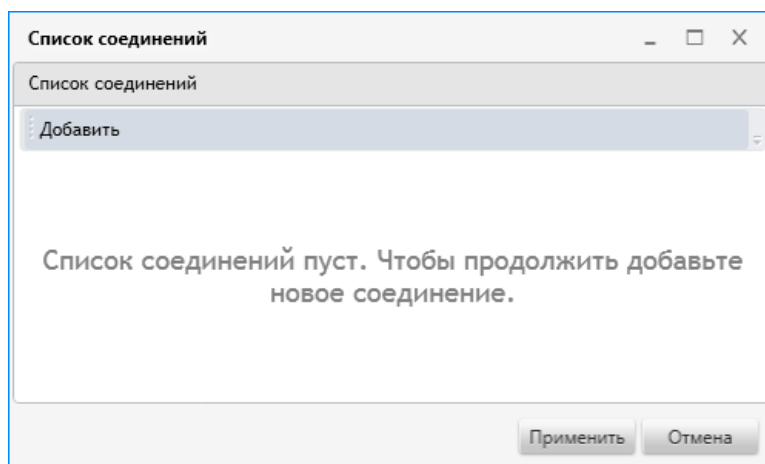 Список соединений
Список соединений
Добавить
Список соединений пуст. Чтобы продолжить добавьте
новое соединение.
Применить Отмена